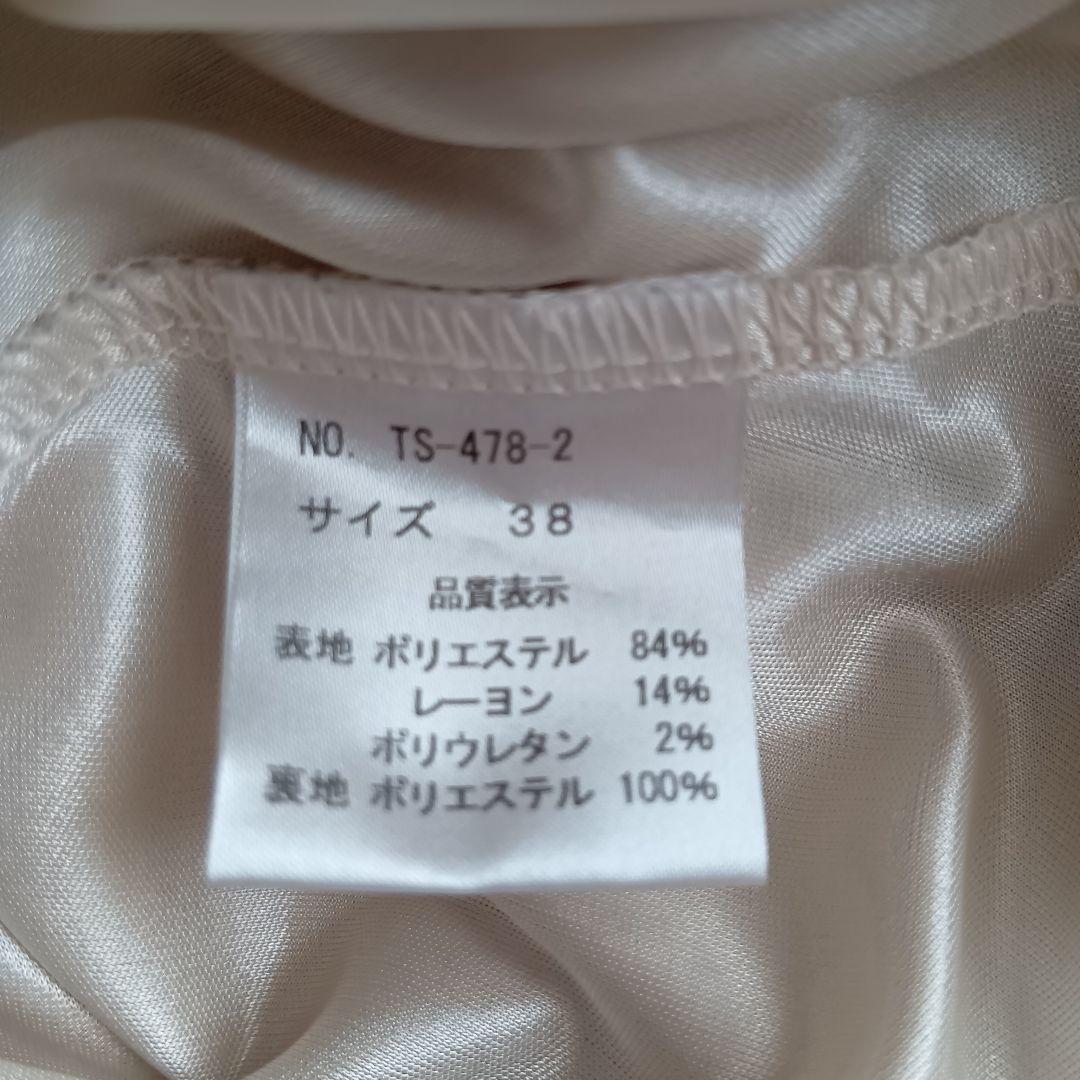 NO. TS-478-2
サイズ 38
品質表示
表地 ポリエステル 84%
レーヨン 14%
ポリウレタン 2%
裏地 ポリエステル 100%